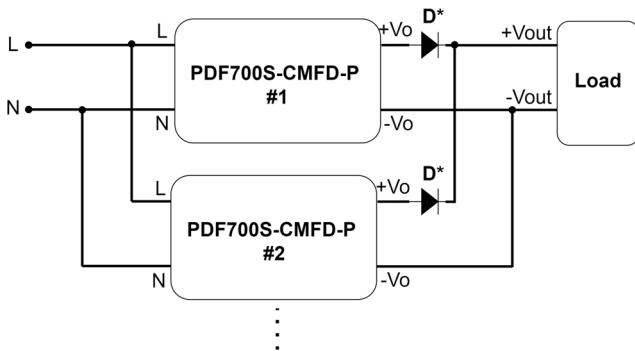 L
N
L
N
PDF700S-CMFD-P
#1
+Vo
-Vo
D*
+Vout
-Vout
Load
L
N
PDF700S-CMFD-P
#2
+Vo
-Vo
D*